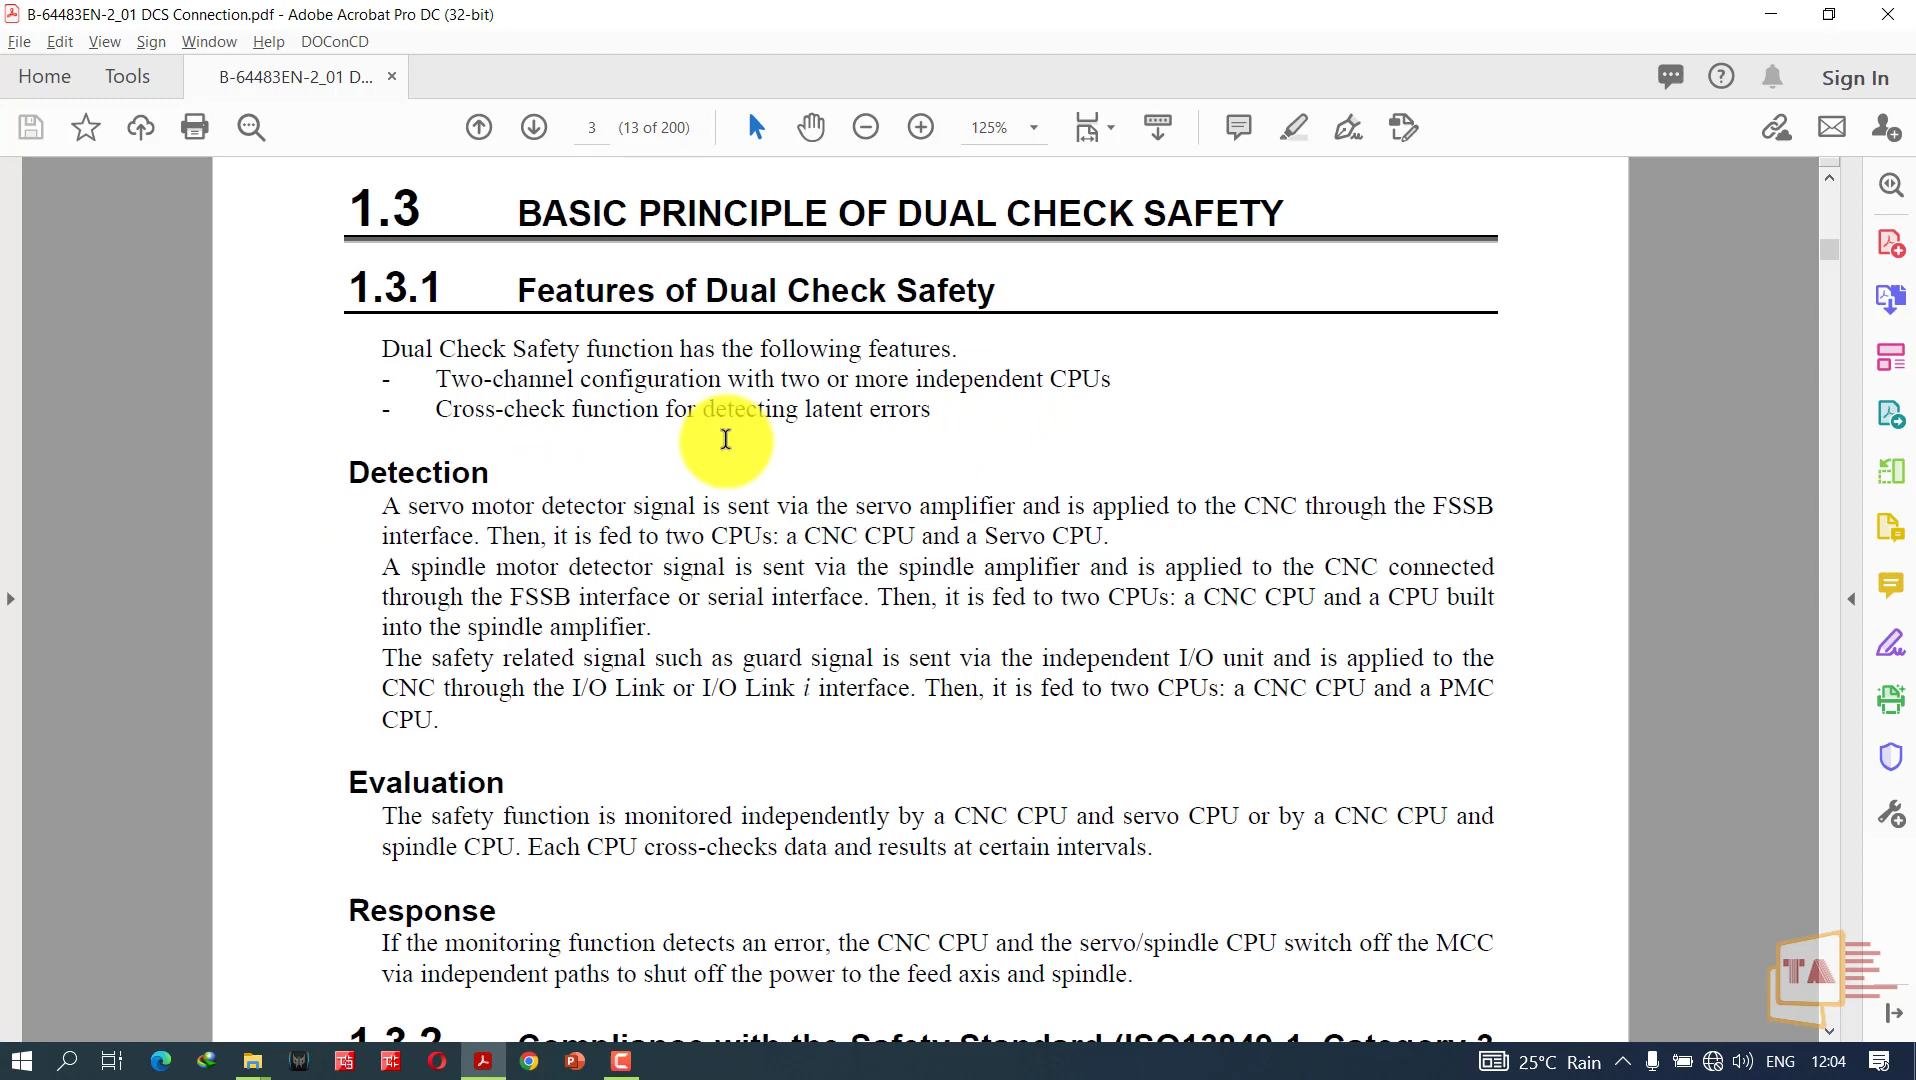 B-64483EN-2_01 DCS Connection.pdf - Adobe Acrobat Pro DC (32-bit)
File Edit View Sign Window Help DOConCD
Home Tools B-64483EN-2_01 D... × Sign In
3 (13 of 200) 125%
1.3 BASIC PRINCIPLE OF DUAL CHECK SAFETY
1.3.1 Features of Dual Check Safety
Dual Check Safety function has the following features.
- Two-channel configuration with two or more independent CPUs
- Cross-check function for detecting latent errors
Detection
A servo motor detector signal is sent via the servo amplifier and is applied to the CNC through the FSSB
interface. Then, it is fed to two CPUs: a CNC CPU and a Servo CPU.
A spindle motor detector signal is sent via the spindle amplifier and is applied to the CNC connected
through the FSSB interface or serial interface. Then, it is fed to two CPUs: a CNC CPU and a CPU built
into the spindle amplifier.
The safety related signal such as guard signal is sent via the independent I/O unit and is applied to the
CNC through the I/O Link or I/O Link i interface. Then, it is fed to two CPUs: a CNC CPU and a PMC
CPU.
Evaluation
The safety function is monitored independently by a CNC CPU and servo CPU or by a CNC CPU and
spindle CPU. Each CPU cross-checks data and results at certain intervals.
Response
If the monitoring function detects an error, the CNC CPU and the servo/spindle CPU switch off the MCC
via independent paths to shut off the power to the feed axis and spindle.
1.3.2 Compliance with the Safety Standard (ISO13849-1, Category 3
TA
25°C Rain ENG 12:04